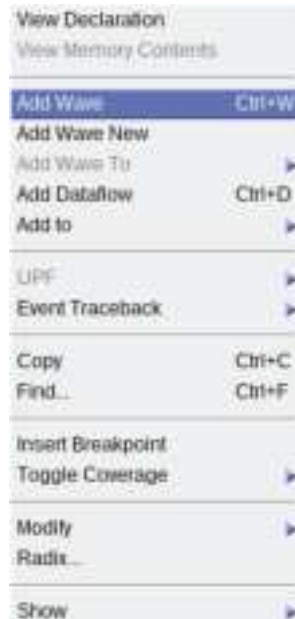 View Declaration
View Memory Contents
Add Wave Ctrl+W
Add Wave New
Add Wave To
Add Dataflow Ctrl+D
Add to
UPF
Event Traceback
Copy Ctrl+C
Find... Ctrl+F
Insert Breakpoint
Toggle Coverage
Modify
Radix...
Show